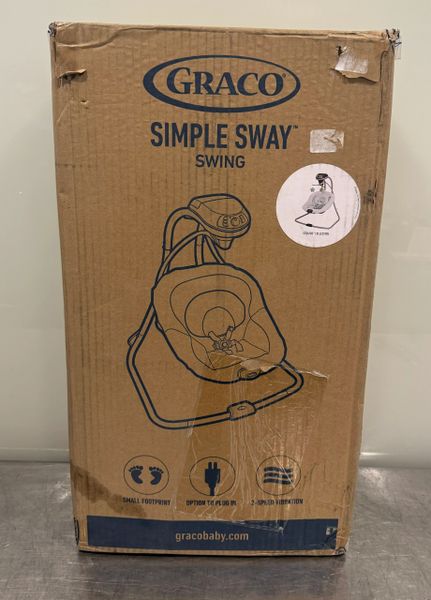 GRACO®
SIMPLE SWAY™
SWING
SMALL FOOTPRINT
OPTION TO PLUG IN
2-SPEED VIBRATION
gracobaby.com